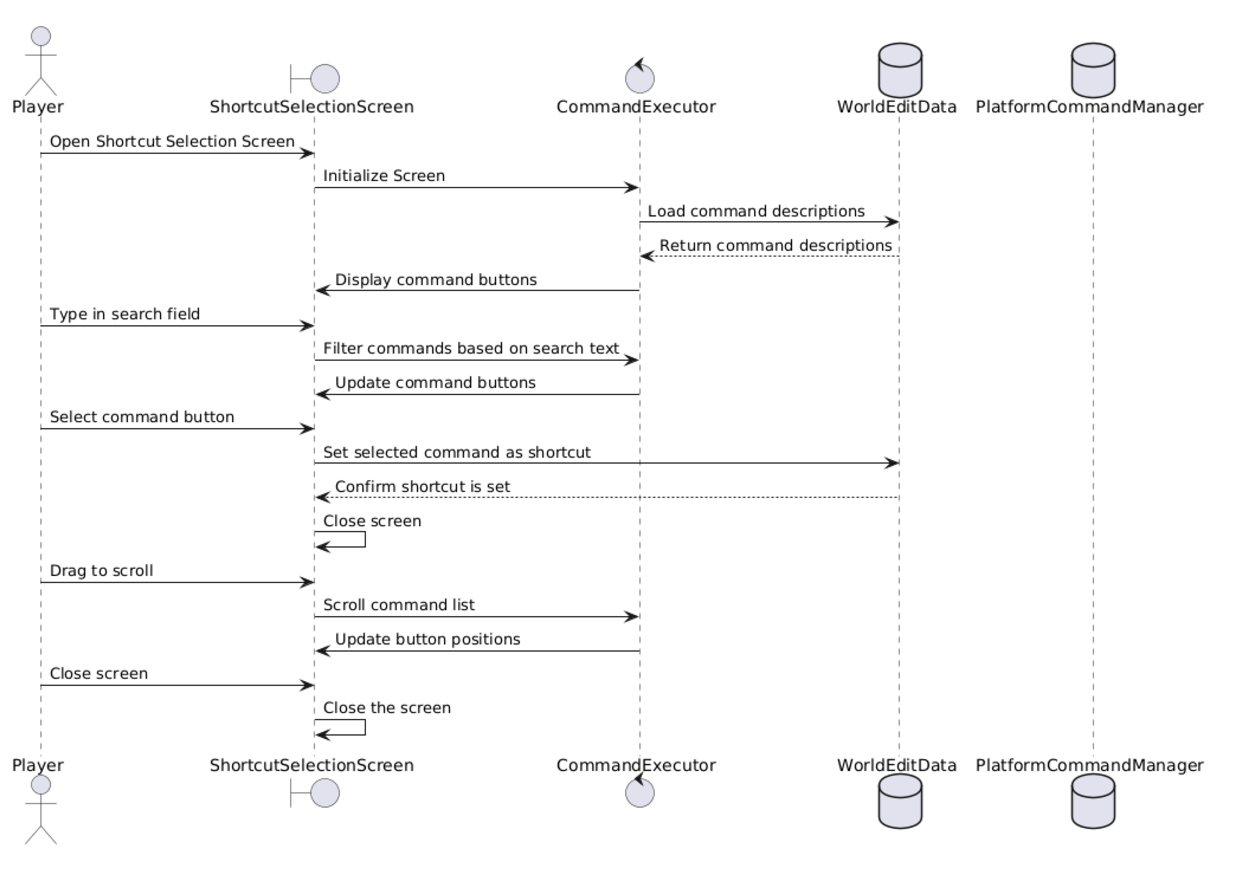 Player
ShortcutSelectionScreen
CommandExecutor
WorldEditData
PlatformCommandManager
Open Shortcut Selection Screen
Initialize Screen
Load command descriptions
Return command descriptions
Display command buttons
Type in search field
Filter commands based on search text
Update command buttons
Select command button
Set selected command as shortcut
Confirm shortcut is set
Close screen
Drag to scroll
Scroll command list
Update button positions
Close screen
Close the screen
Player
ShortcutSelectionScreen
CommandExecutor
WorldEditData
PlatformCommandManager